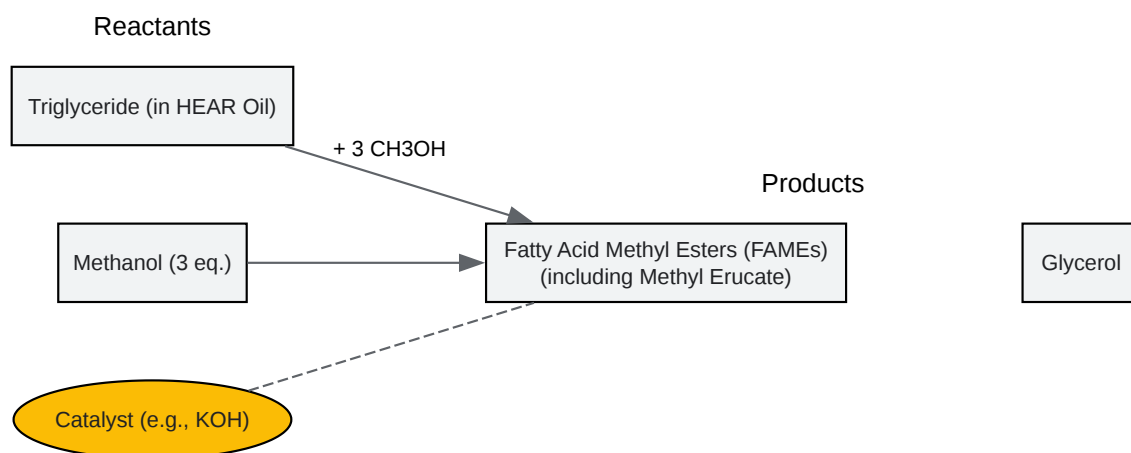 Reactants
Triglyceride (in HEAR Oil)
+ 3 CH3OH
Products
Methanol (3 eq.)
Fatty Acid Methyl Esters (FAMEs)
(including Methyl Erucate)
Glycerol
Catalyst (e.g., KOH)